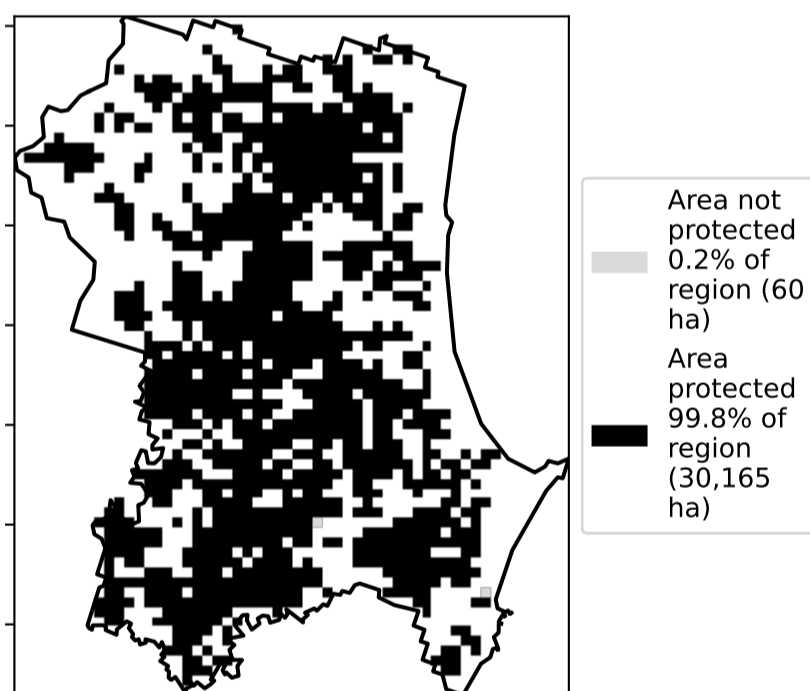 Area not
protected
0.2% of
region (60
ha)
Area
protected
99.8% of
region
(30,165
ha)